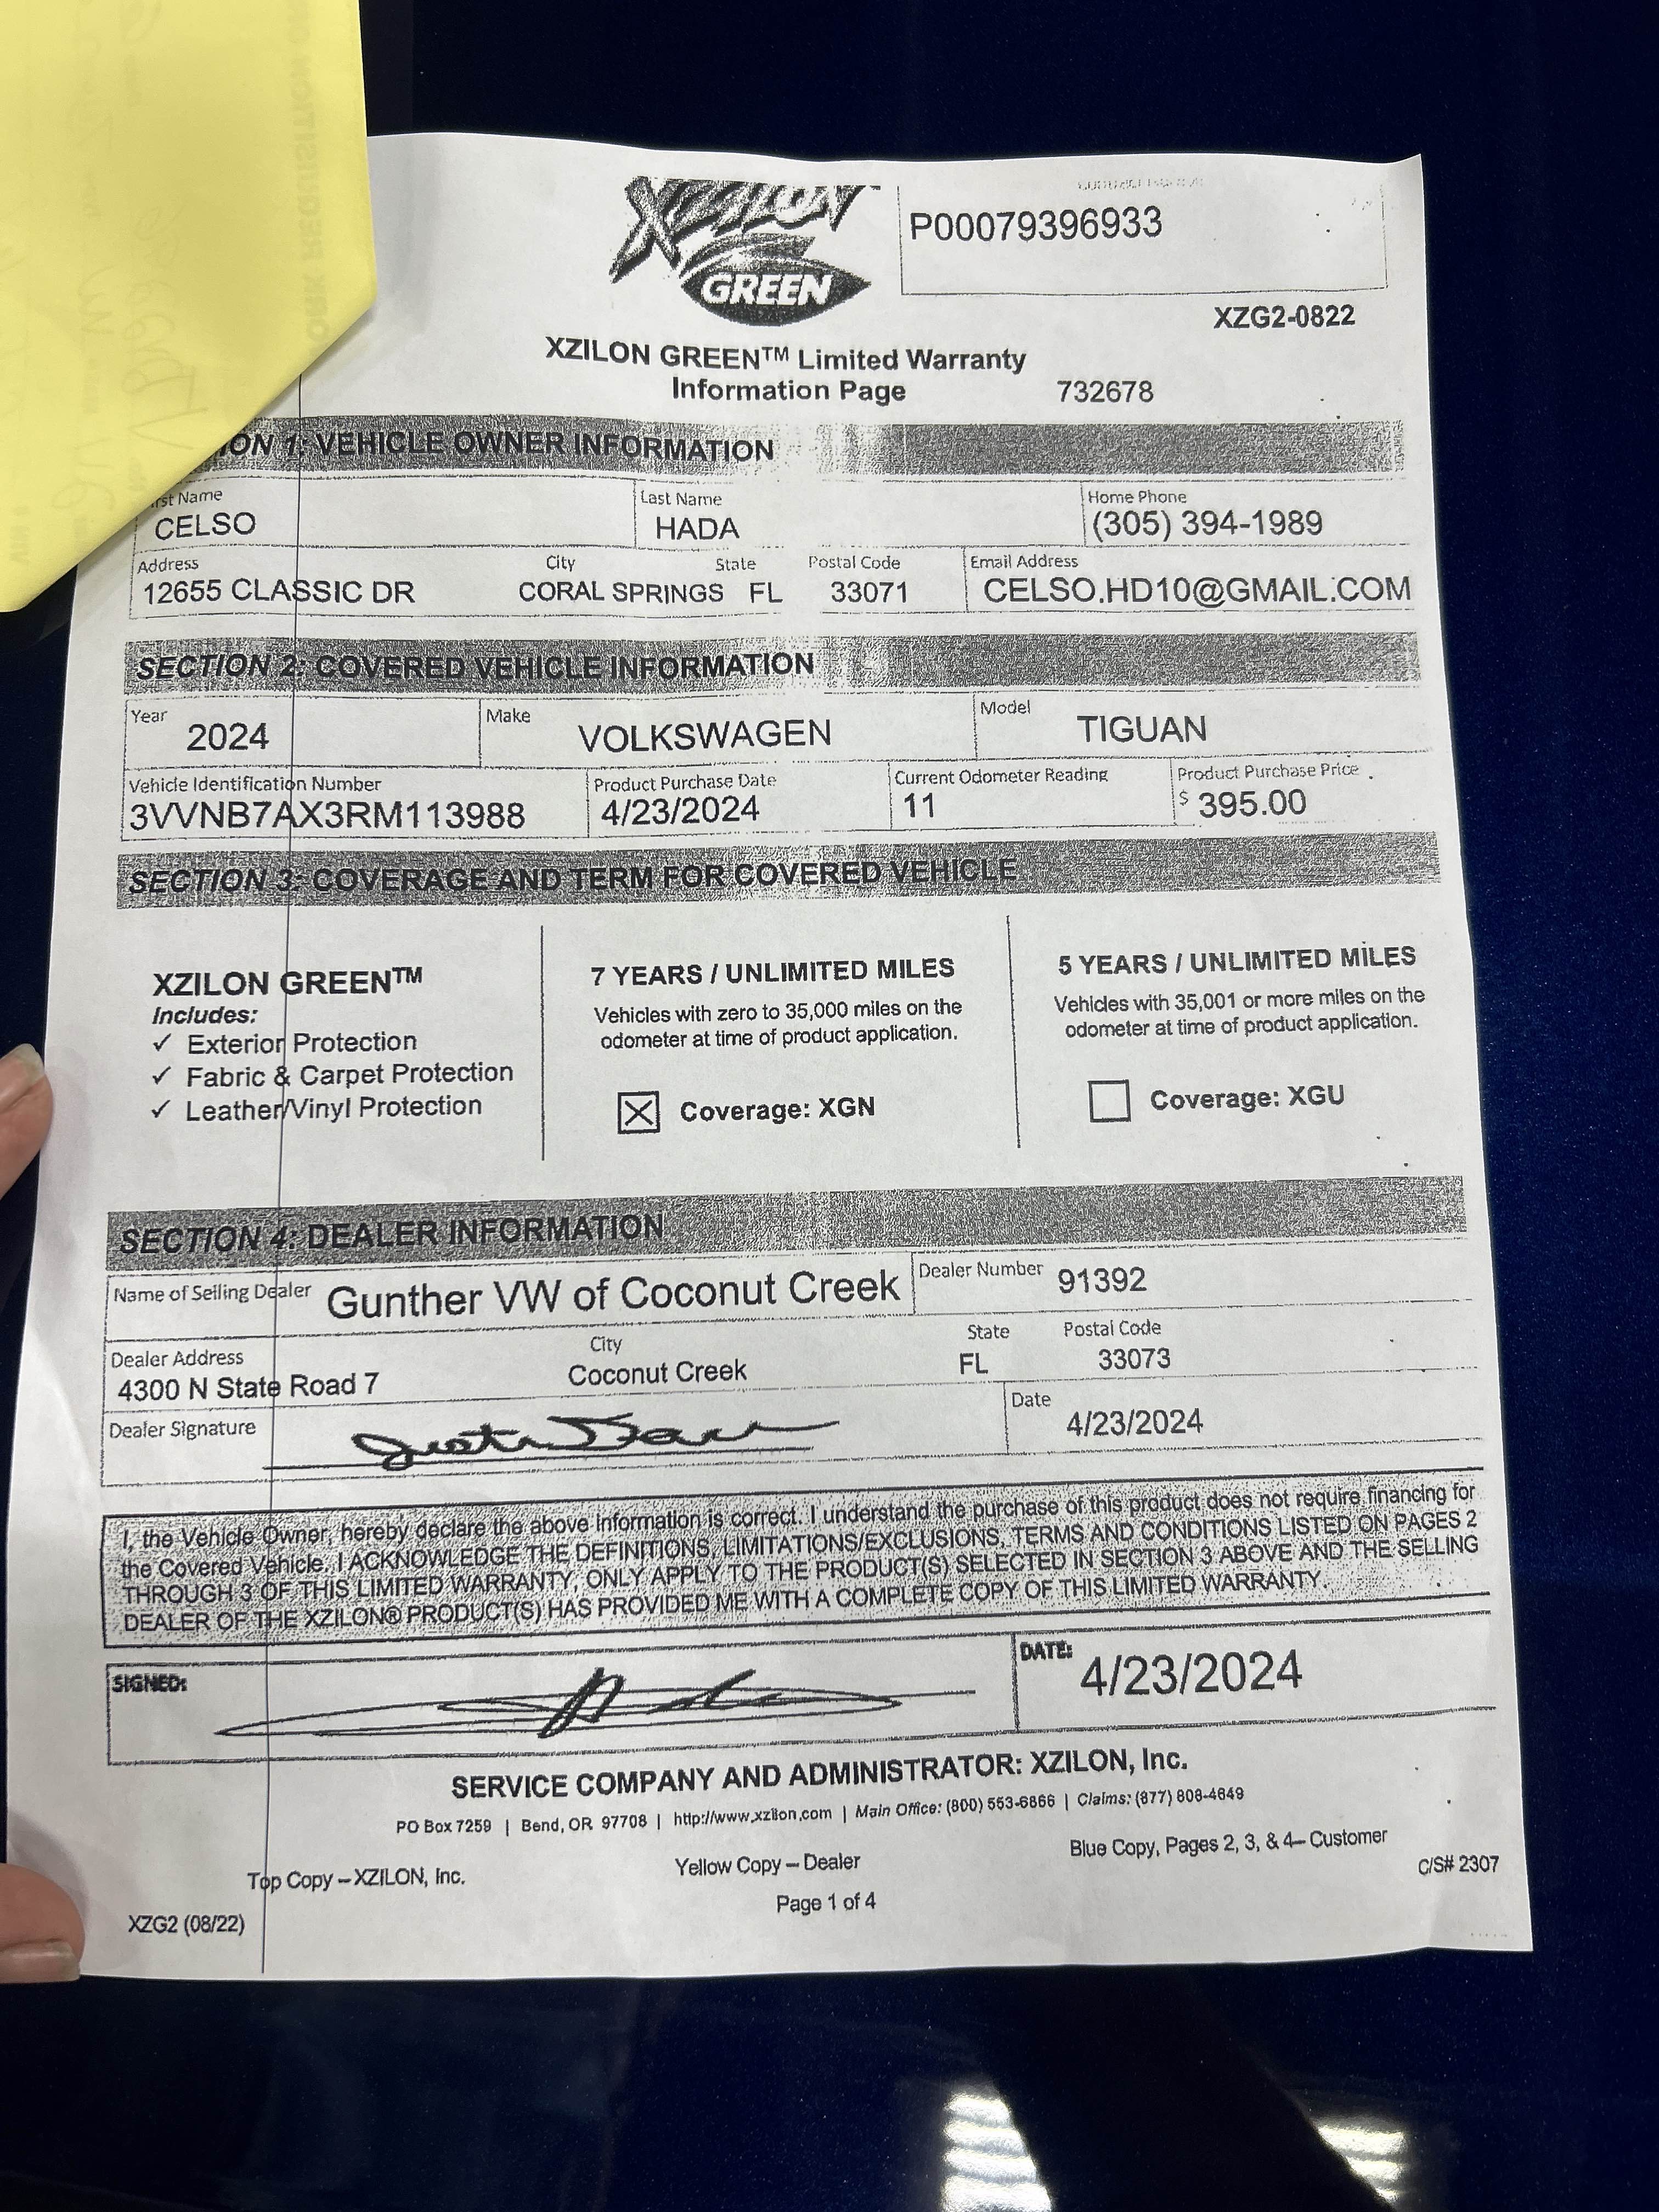 XZILON
GREEN
P00079396933
XZG2-0822
XZILON GREEN™ Limited Warranty
Information Page 732678
ION 1: VEHICLE OWNER INFORMATION
rst Name Last Name Home Phone
CELSO HADA (305) 394-1989
Address City State Postal Code Email Address
12655 CLASSIC DR CORAL SPRINGS FL 33071 CELSO.HD10@GMAIL.COM
SECTION 2: COVERED VEHICLE INFORMATION
Year Make Model
2024 VOLKSWAGEN TIGUAN
Vehicle Identification Number Product Purchase Date Current Odometer Reading Product Purchase Price
3VVNB7AX3RM113988 4/23/2024 11 $ 395.00
SECTION 3: COVERAGE AND TERM FOR COVERED VEHICLE
XZILON GREEN™
Includes:
✓ Exterior Protection
✓ Fabric & Carpet Protection
✓ Leather/Vinyl Protection
7 YEARS / UNLIMITED MILES
Vehicles with zero to 35,000 miles on the
odometer at time of product application.
☒ Coverage: XGN
5 YEARS / UNLIMITED MILES
Vehicles with 35,001 or more miles on the
odometer at time of product application.
☐ Coverage: XGU
SECTION 4: DEALER INFORMATION
Name of Selling Dealer Gunther VW of Coconut Creek Dealer Number 91392
Dealer Address City State Postal Code
4300 N State Road 7 Coconut Creek FL 33073
Dealer Signature Date 4/23/2024
I, the Vehicle Owner, hereby declare the above information is correct. I understand the purchase of this product does not require financing for
the Covered Vehicle. I ACKNOWLEDGE THE DEFINITIONS, LIMITATIONS/EXCLUSIONS, TERMS AND CONDITIONS LISTED ON PAGES 2
THROUGH 3 OF THIS LIMITED WARRANTY, ONLY APPLY TO THE PRODUCT(S) SELECTED IN SECTION 3 ABOVE AND THE SELLING
DEALER OF THE XZILON® PRODUCT(S) HAS PROVIDED ME WITH A COMPLETE COPY OF THIS LIMITED WARRANTY.
SIGNED: DATE: 4/23/2024
SERVICE COMPANY AND ADMINISTRATOR: XZILON, Inc.
PO Box 7259 | Bend, OR 97708 | http://www.xzilon.com | Main Office: (800) 553-6866 | Claims: (877) 808-4649
Top Copy – XZILON, Inc. Yellow Copy – Dealer Blue Copy, Pages 2, 3, & 4– Customer
C/S# 2307
Page 1 of 4
XZG2 (08/22)